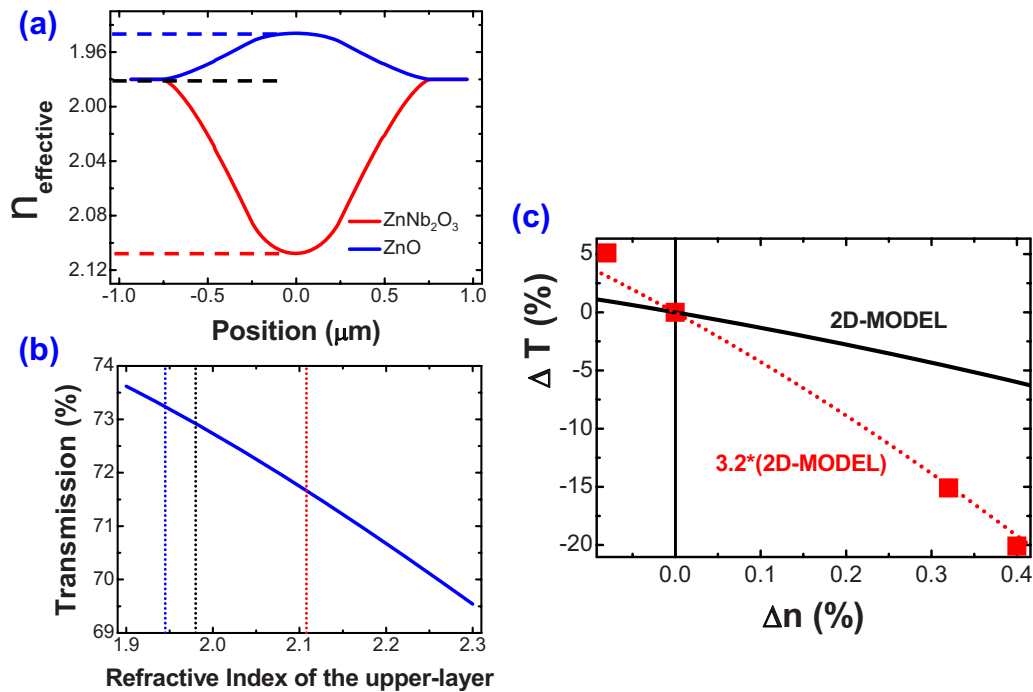 (a)
1.96
2.00
2.04
2.08
2.12
n effective
ZnNb₂O₃
ZnO
-1.0 -0.5 0.0 0.5 1.0
Position (μm)
(b)
74
73
72
71
70
69
Transmission (%)
1.9 2.0 2.1 2.2 2.3
Refractive Index of the upper-layer
(c)
5
0
-5
-10
-15
-20
Δ T (%)
2D-MODEL
3.2*(2D-MODEL)
0.0 0.1 0.2 0.3 0.4
Δn (%)